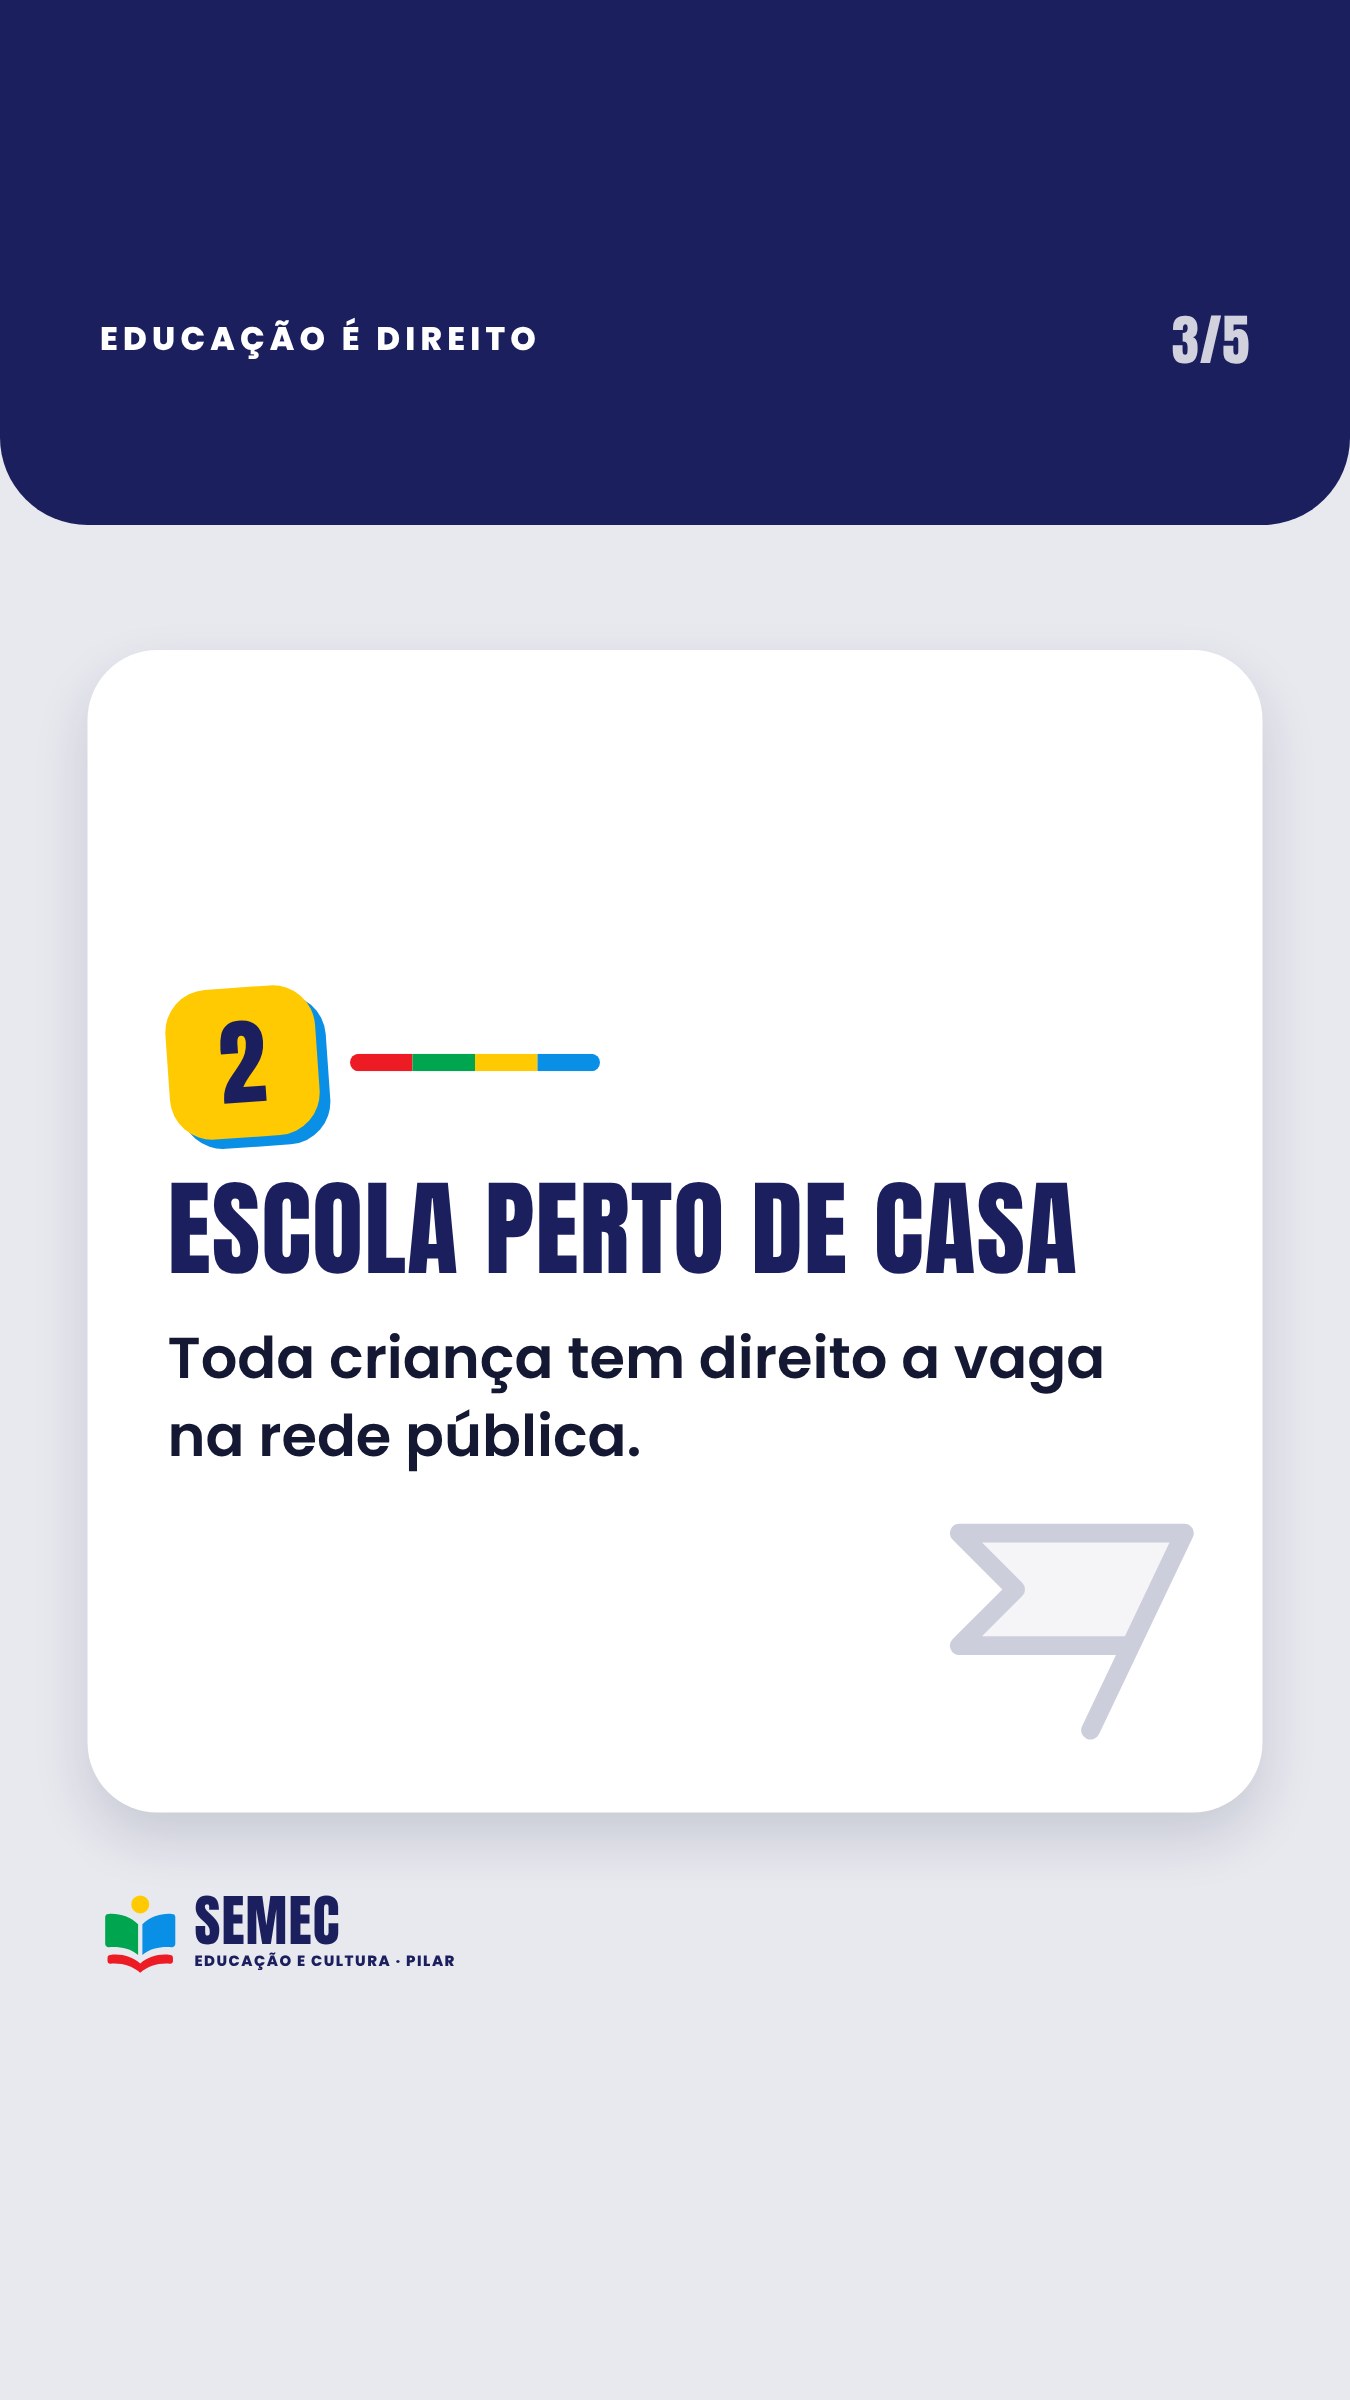 EDUCAÇÃO É DIREITO
3/5
2
ESCOLA PERTO DE CASA
Toda criança tem direito a vaga
na rede pública.
SEMEC
EDUCAÇÃO E CULTURA · PILAR